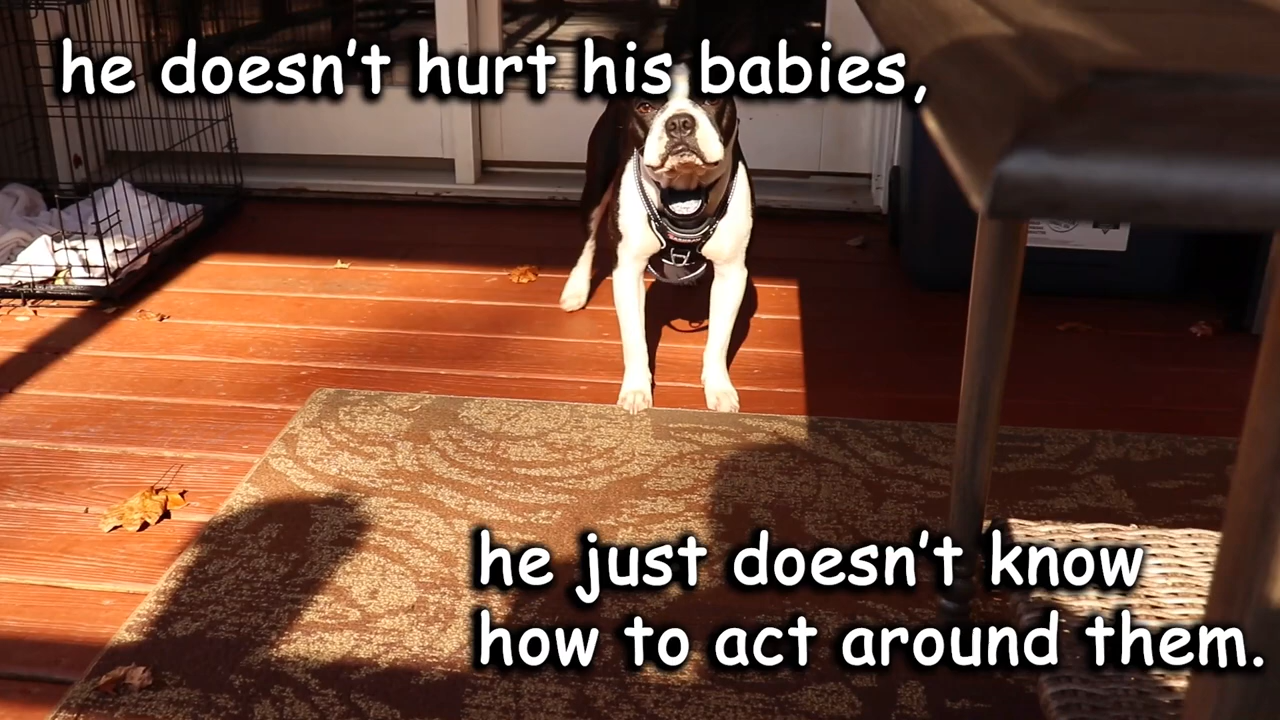 he doesn’t hurt his babies,
he just doesn’t know
how to act around them.